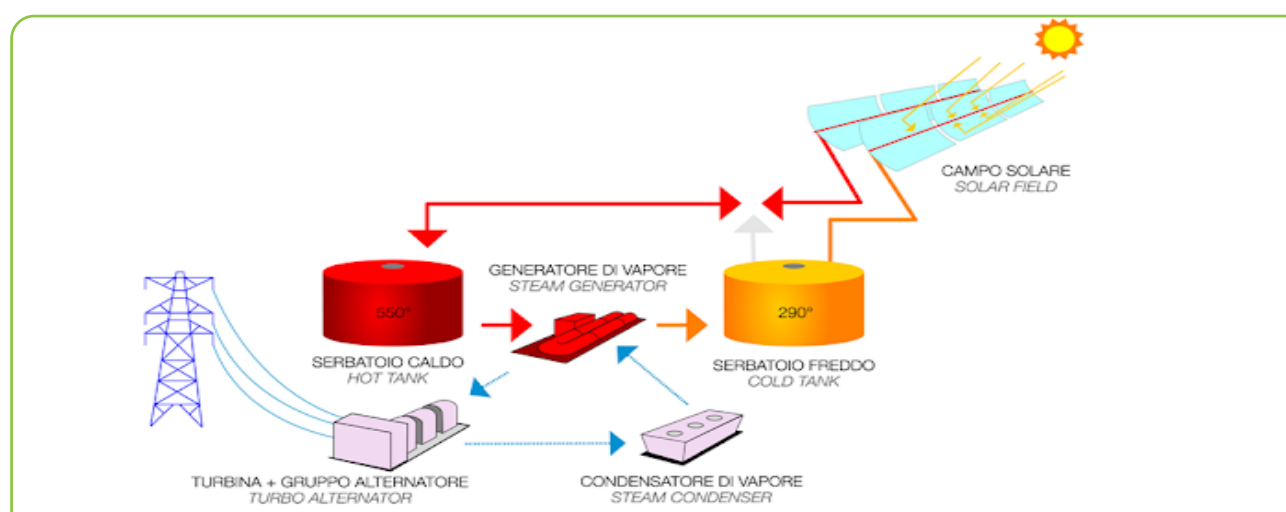 CAMPO SOLARE
SOLAR FIELD
GENERATORE DI VAPORE
STEAM GENERATOR
550°
290°
SERBATOIO CALDO
HOT TANK
SERBATOIO FREDDO
COLD TANK
TURBINA + GRUPPO ALTERNATORE
TURBO ALTERNATOR
CONDENSATORE DI VAPORE
STEAM CONDENSER